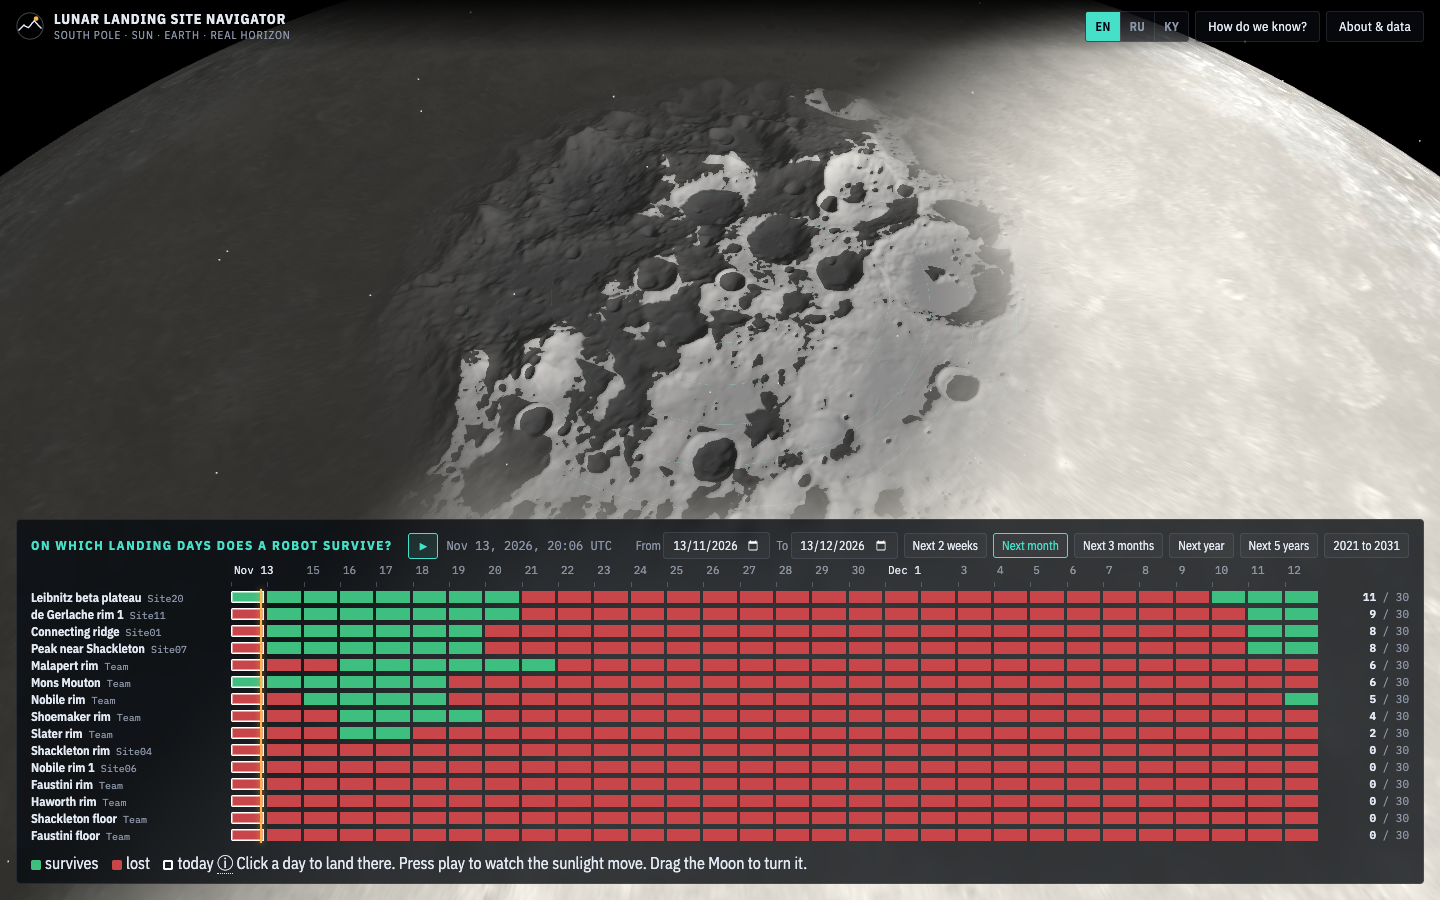 LUNAR LANDING SITE NAVIGATOR
SOUTH POLE · SUN · EARTH · REAL HORIZON
EN RU KY How do we know? About & data
ON WHICH LANDING DAYS DOES A ROBOT SURVIVE? ▶ Nov 13, 2026, 20:06 UTC From 13/11/2026 To 13/12/2026 Next 2 weeks Next month Next 3 months Next year Next 5 years 2021 to 2031
Nov 13 15 16 17 18 19 20 21 22 23 24 25 26 27 28 29 30 Dec 1 3 4 5 6 7 8 9 10 11 12
Leibnitz beta plateau Site20 11 / 30
de Gerlache rim 1 Site11 9 / 30
Connecting ridge Site01 8 / 30
Peak near Shackleton Site07 8 / 30
Malapert rim Team 6 / 30
Mons Mouton Team 6 / 30
Nobile rim Team 5 / 30
Shoemaker rim Team 4 / 30
Slater rim Team 2 / 30
Shackleton rim Site04 0 / 30
Nobile rim 1 Site06 0 / 30
Faustini rim Team 0 / 30
Haworth rim Team 0 / 30
Shackleton floor Team 0 / 30
Faustini floor Team 0 / 30
survives lost today ⓘ Click a day to land there. Press play to watch the sunlight move. Drag the Moon to turn it.